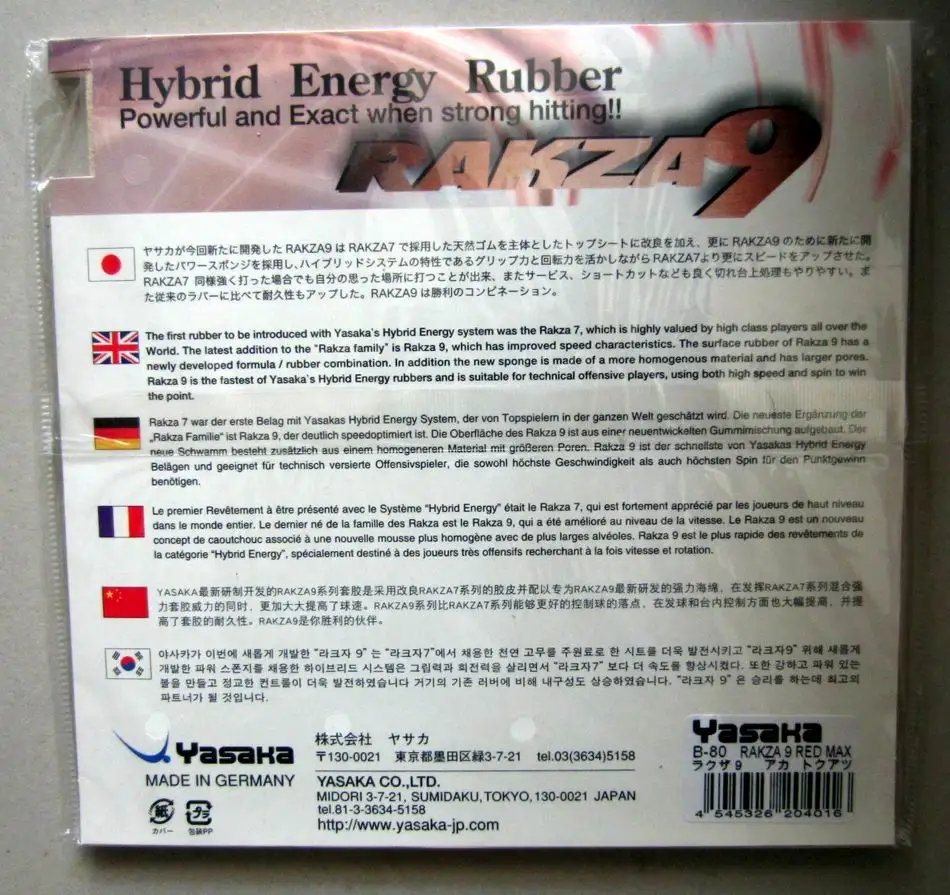 Hybrid Energy Rubber
Powerful and Exact when strong hitting!!
RAKZA9
ヤサカが今回新たに開発した RAKZA9 は RAKZA7 で採用した天然ゴムを主体としたトップシートに改良を加え、更に RAKZA9 のために新たに開
発したパワースポンジを採用し、ハイブリッドシステムの特性であるグリップ力と回転力を活かしながら RAKZA7より更にスピードをアップさせた。
RAKZA7 同様強く打った場合でも自分の思った場所に打つことが出来、またサービス、ショートカットなども良く切れ台上処理もやりやすい。ま
た従来のラバーに比べて耐久性もアップした。RAKZA9は勝利のコンビネーション。
The first rubber to be introduced with Yasaka's Hybrid Energy system was the Rakza 7, which is highly valued by high class players all over the
World. The latest addition to the "Rakza family" is Rakza 9, which has improved speed characteristics. The surface rubber of Rakza 9 has a
newly developed formula / rubber combination. In addition the new sponge is made of a more homogenous material and has larger pores.
Rakza 9 is the fastest of Yasaka's Hybrid Energy rubbers and is suitable for technical offensive players, using both high speed and spin to win
the point.
Rakza 7 war der erste Belag mit Yasakas Hybrid Energy System, der von Topspielern in der ganzen Welt geschätzt wird. Die neueste Ergänzung der
„Rakza Familie" ist Rakza 9, der deutlich speedoptimiert ist. Die Oberfläche des Rakza 9 ist aus einer neuentwickelten Gummimischung aufgebaut. Der
neue Schwamm besteht zusätzlich aus einem homogeneren Material mit größeren Poren. Rakza 9 ist der schnellste von Yasakas Hybrid Energy
Belägen und geeignet für technisch versierte Offensivspieler, die sowohl höchste Geschwindigkeit als auch höchsten Spin für den Punktgewinn
benötigen.
Le premier Revêtement à être présenté avec le Système "Hybrid Energy" était le Rakza 7, qui est fortement apprécié par les joueurs de haut niveau
dans le monde entier. Le dernier né de la famille des Rakza est le Rakza 9, qui a été amélioré au niveau de la vitesse. Le Rakza 9 est un nouveau
concept de caoutchouc associé à une nouvelle mousse plus homogène avec de plus larges alvéoles. Rakza 9 est le plus rapide des revêtements de
la catégorie "Hybrid Energy", spécialement destiné à des joueurs très offensifs recherchant à la fois vitesse et rotation.
YASAKA最新研制开发的RAKZA9系列套胶是采用改良RAKZA7系列的胶皮并配以专为RAKZA9最新研发的强力海绵，在发挥RAKZA7系列混合强
力套胶威力的同时，更加大大提高了球速。RAKZA9系列比RAKZA7系列能够更好的控制球的落点，在发球和台内控制方面也大幅提高，并提
高了套胶的耐久性。RAKZA9是你胜利的伙伴。
야사카가 이번에 새롭게 개발한 "라크자 9" 는 "라크자7"에서 채용한 천연 고무를 주원료로 한 시트를 더욱 발전시키고 "라크자9" 위해 새롭게
개발한 파워 스폰지를 채용한 하이브리드 시스템은 그립력과 회전력을 살리면서 "라크자7" 보다 더 속도를 향상시켰다. 또한 강하고 파워 있는
볼을 만들고 정교한 컨트롤이 더욱 발전하였습니다 거기의 기존 러버에 비해 내구성도 상승하였습니다. "라크자 9" 은 승리를 하는데 최고의
파트너가 될 것입니다.
Yasaka
MADE IN GERMANY
紙
カバー
プラ
包装PP
株式会社 ヤサカ
〒130-0021 東京都墨田区緑3-7-21 tel.03(3634)5158
YASAKA CO.,LTD.
MIDORI 3-7-21, SUMIDAKU,TOKYO,130-0021 JAPAN
tel.81-3-3634-5158
http://www.yasaka-jp.com
Yasaka
B-80 RAKZA 9 RED MAX
ラクザ 9 アカ トクアツ
4 545326 204016